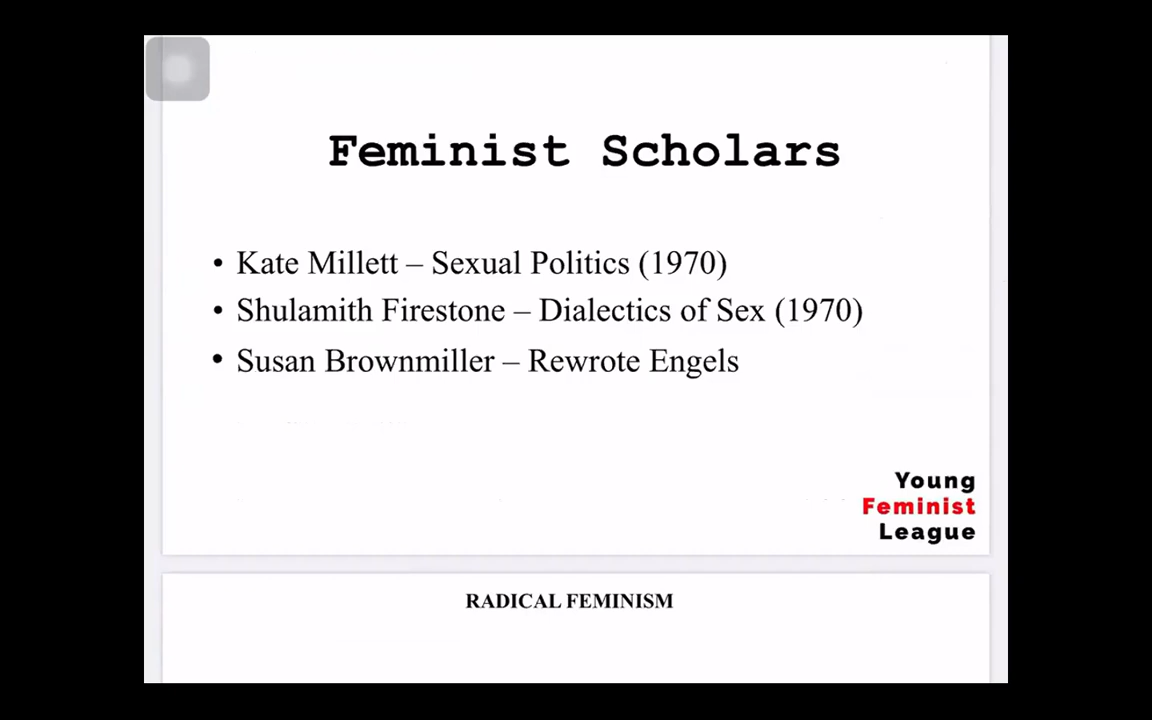 Feminist Scholars
• Kate Millett – Sexual Politics (1970)
• Shulamith Firestone – Dialectics of Sex (1970)
• Susan Brownmiller – Rewrote Engels
Young
Feminist
League
RADICAL FEMINISM